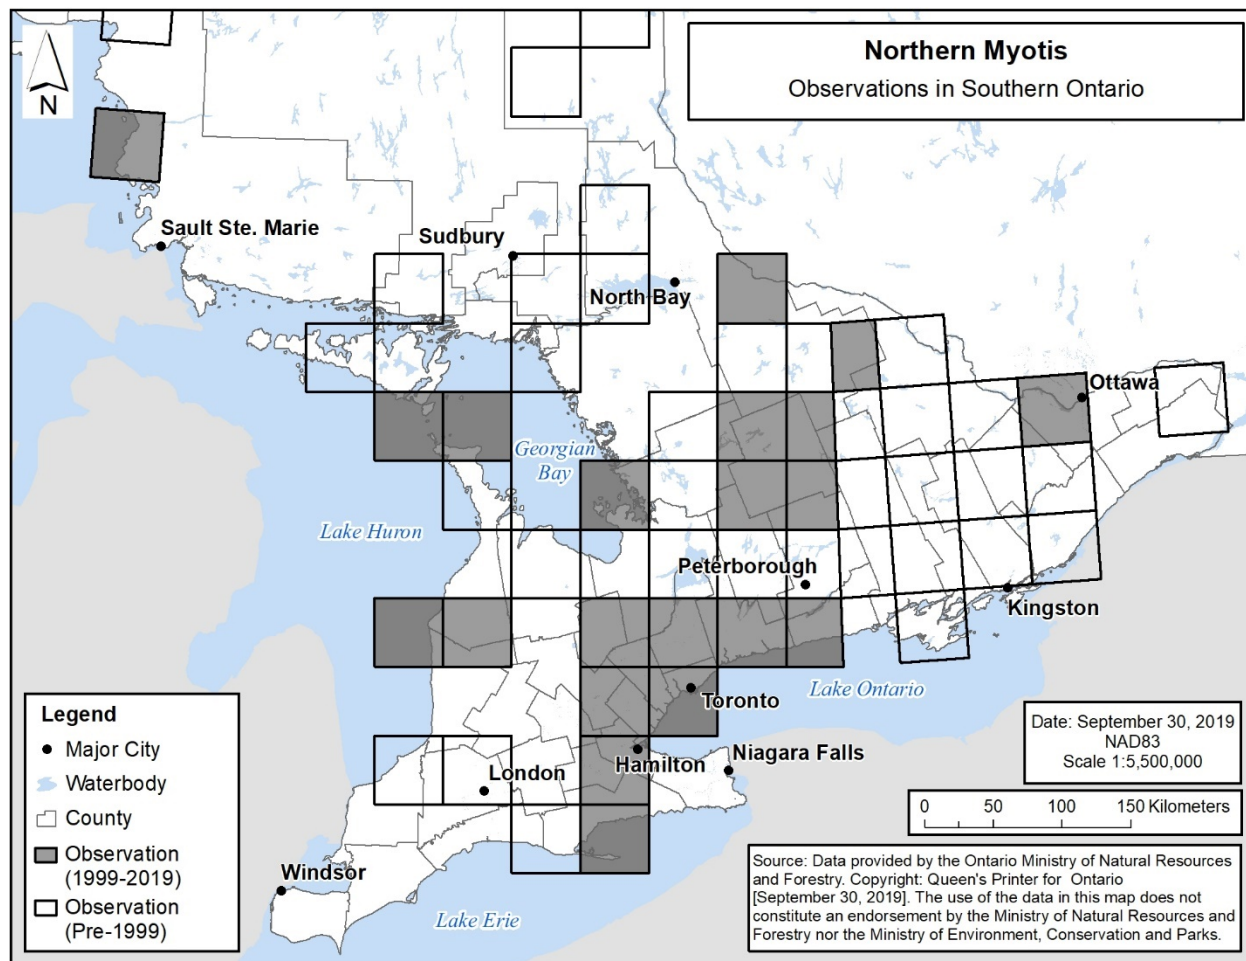 Northern Myotis
Observations in Southern Ontario
N
Sault Ste. Marie
Sudbury
North Bay
Ottawa
Georgian
Bay
Lake Huron
Peterborough
Kingston
Toronto
Lake Ontario
Hamilton
Niagara Falls
London
Windsor
Lake Erie
Legend
Major City
Waterbody
County
Observation
(1999-2019)
Observation
(Pre-1999)
Date: September 30, 2019
NAD83
Scale 1:5,500,000
0 50 100 150 Kilometers
Source: Data provided by the Ontario Ministry of Natural Resources
and Forestry. Copyright: Queen's Printer for Ontario
[September 30, 2019]. The use of the data in this map does not
constitute an endorsement by the Ministry of Natural Resources and
Forestry nor the Ministry of Environment, Conservation and Parks.